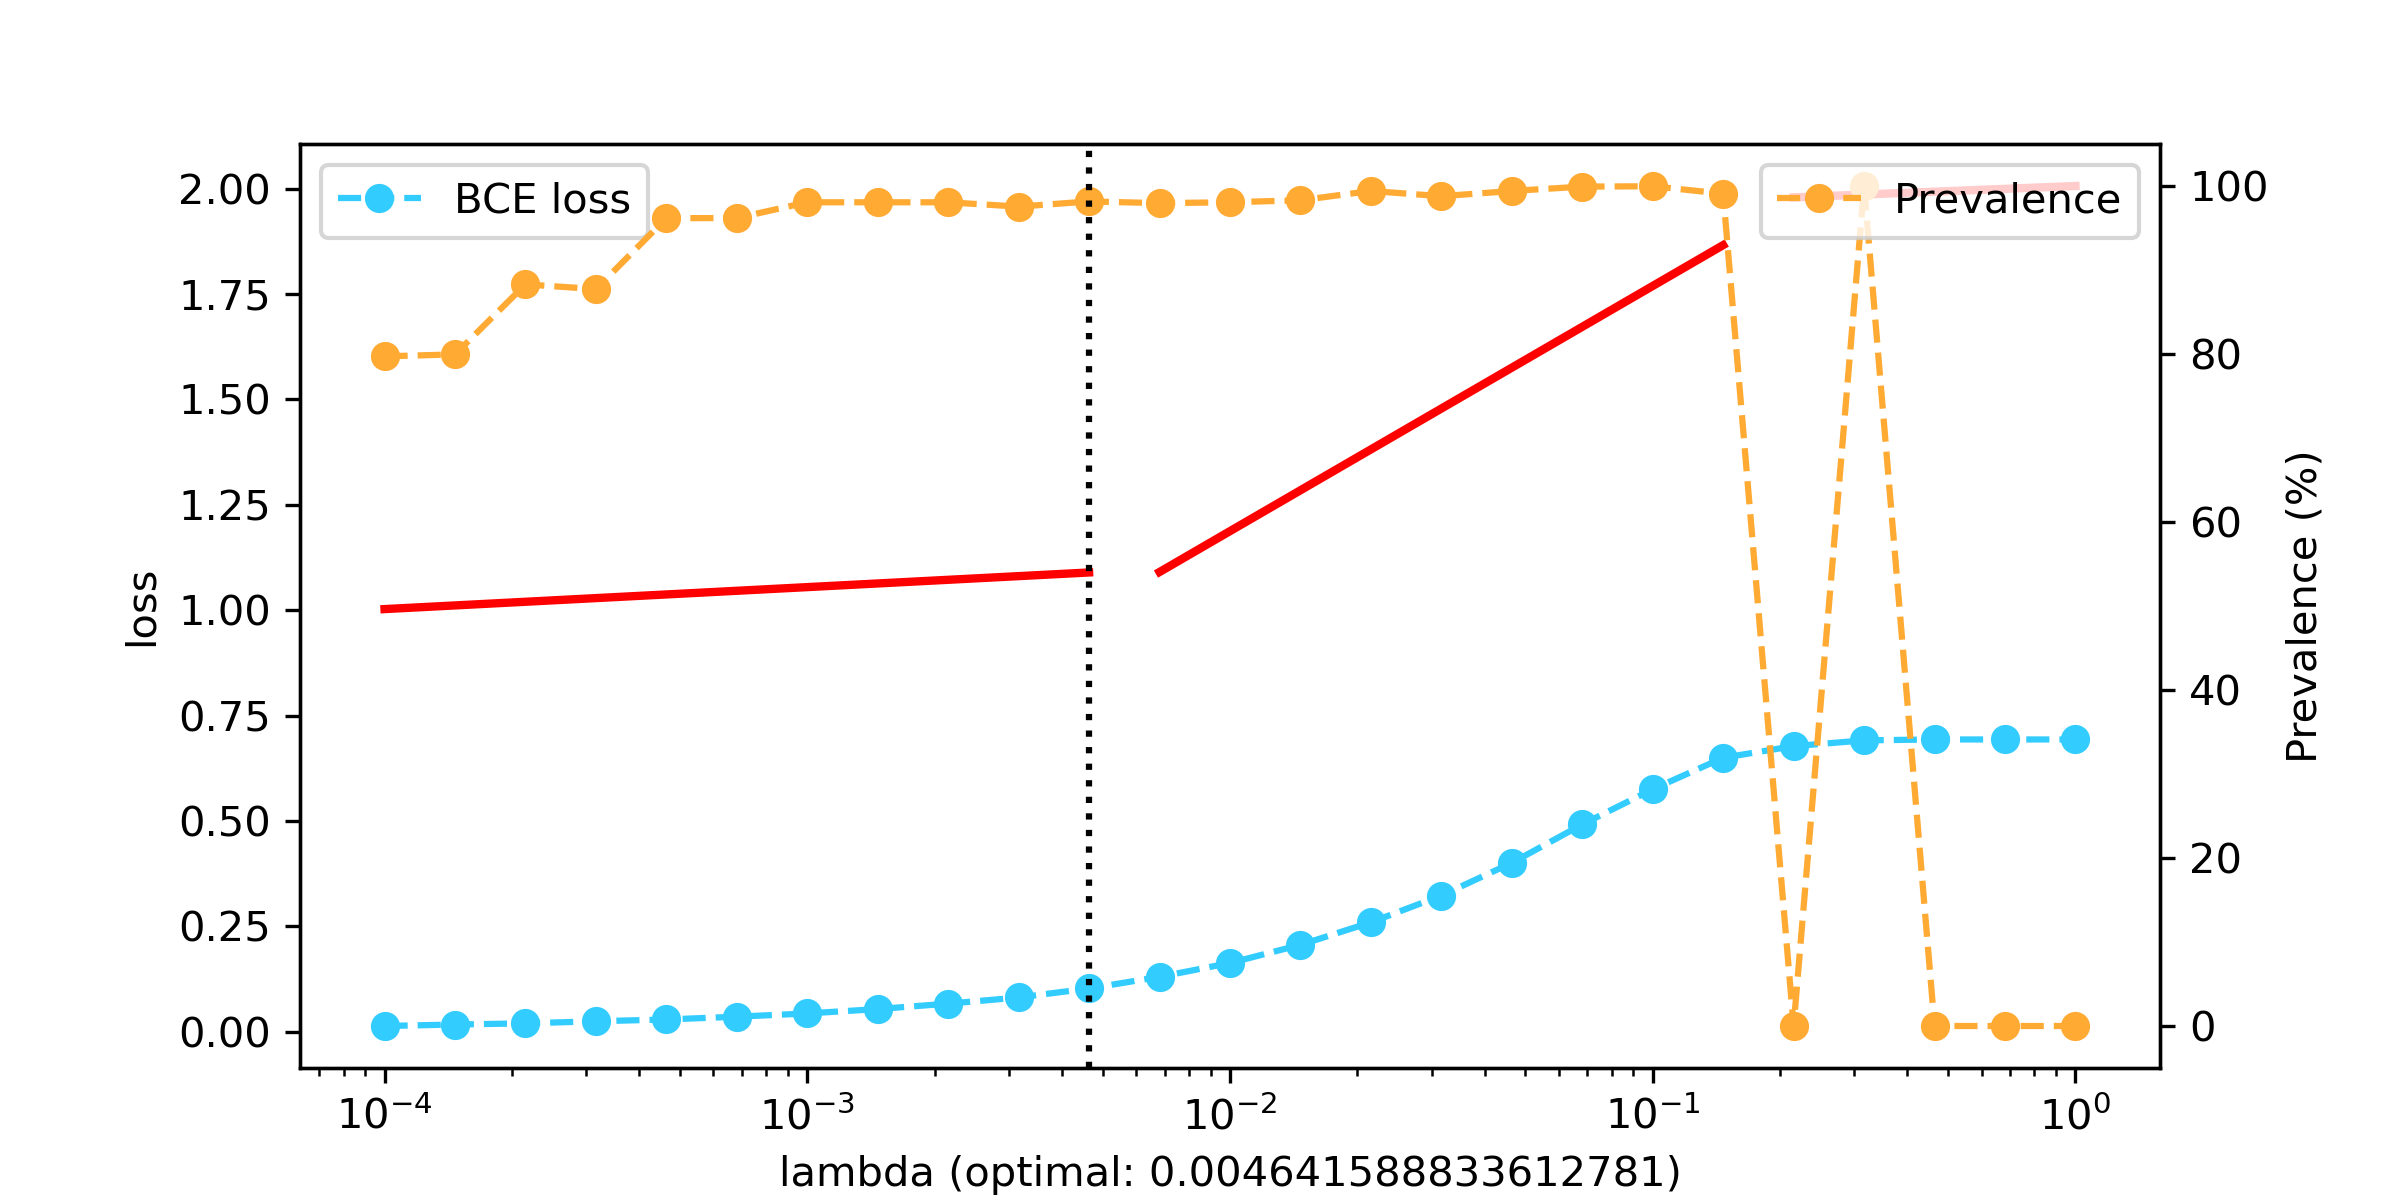 BCE loss
Prevalence
2.00
1.75
1.50
1.25
1.00
0.75
0.50
0.25
0.00
loss
100
80
60
40
20
0
Prevalence (%)
10⁻⁴ 10⁻³ 10⁻² 10⁻¹ 10⁰
lambda (optimal: 0.004641588833612781)